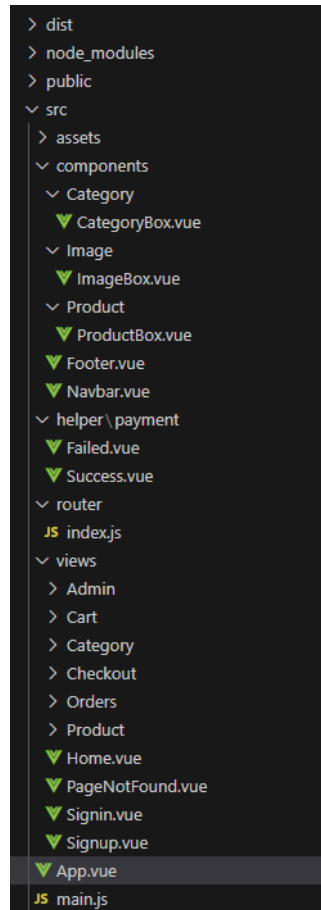 dist
node_modules
public
src
assets
components
Category
CategoryBox.vue
Image
ImageBox.vue
Product
ProductBox.vue
Footer.vue
Navbar.vue
helper\payment
Failed.vue
Success.vue
router
JS index.js
views
Admin
Cart
Category
Checkout
Orders
Product
Home.vue
PageNotFound.vue
Signin.vue
Signup.vue
App.vue
JS main.js